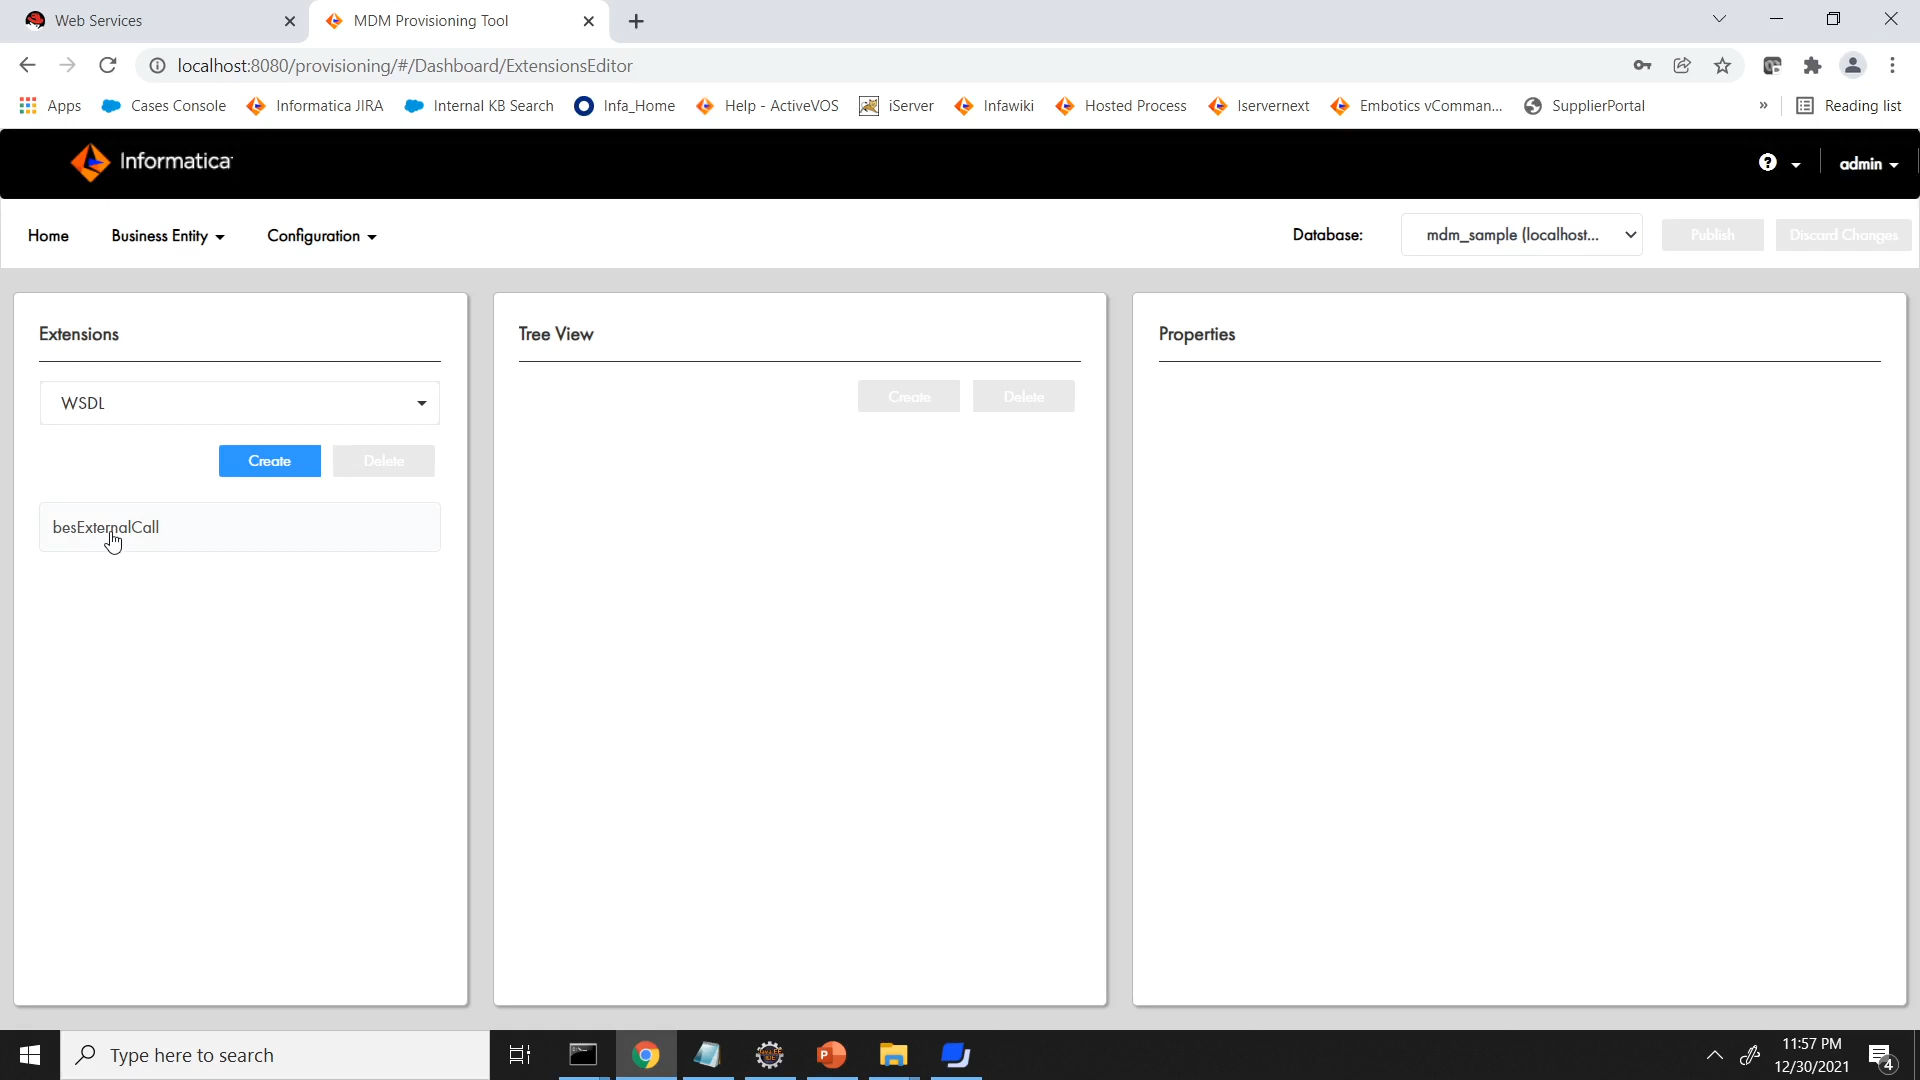 Web Services
MDM Provisioning Tool
localhost:8080/provisioning/#/Dashboard/ExtensionsEditor
Apps
Cases Console
Informatica JIRA
Internal KB Search
Infa_Home
Help - ActiveVOS
iServer
Infawiki
Hosted Process
Iservernext
Embotics vComman...
SupplierPortal
»
Reading list
Informatica
?
admin
Home
Business Entity
Configuration
Database:
mdm_sample (localhost...
Publish
Discard Changes
Extensions
WSDL
Create
Delete
besExternalCall
Tree View
Create
Delete
Properties
Type here to search
11:57 PM
12/30/2021
4